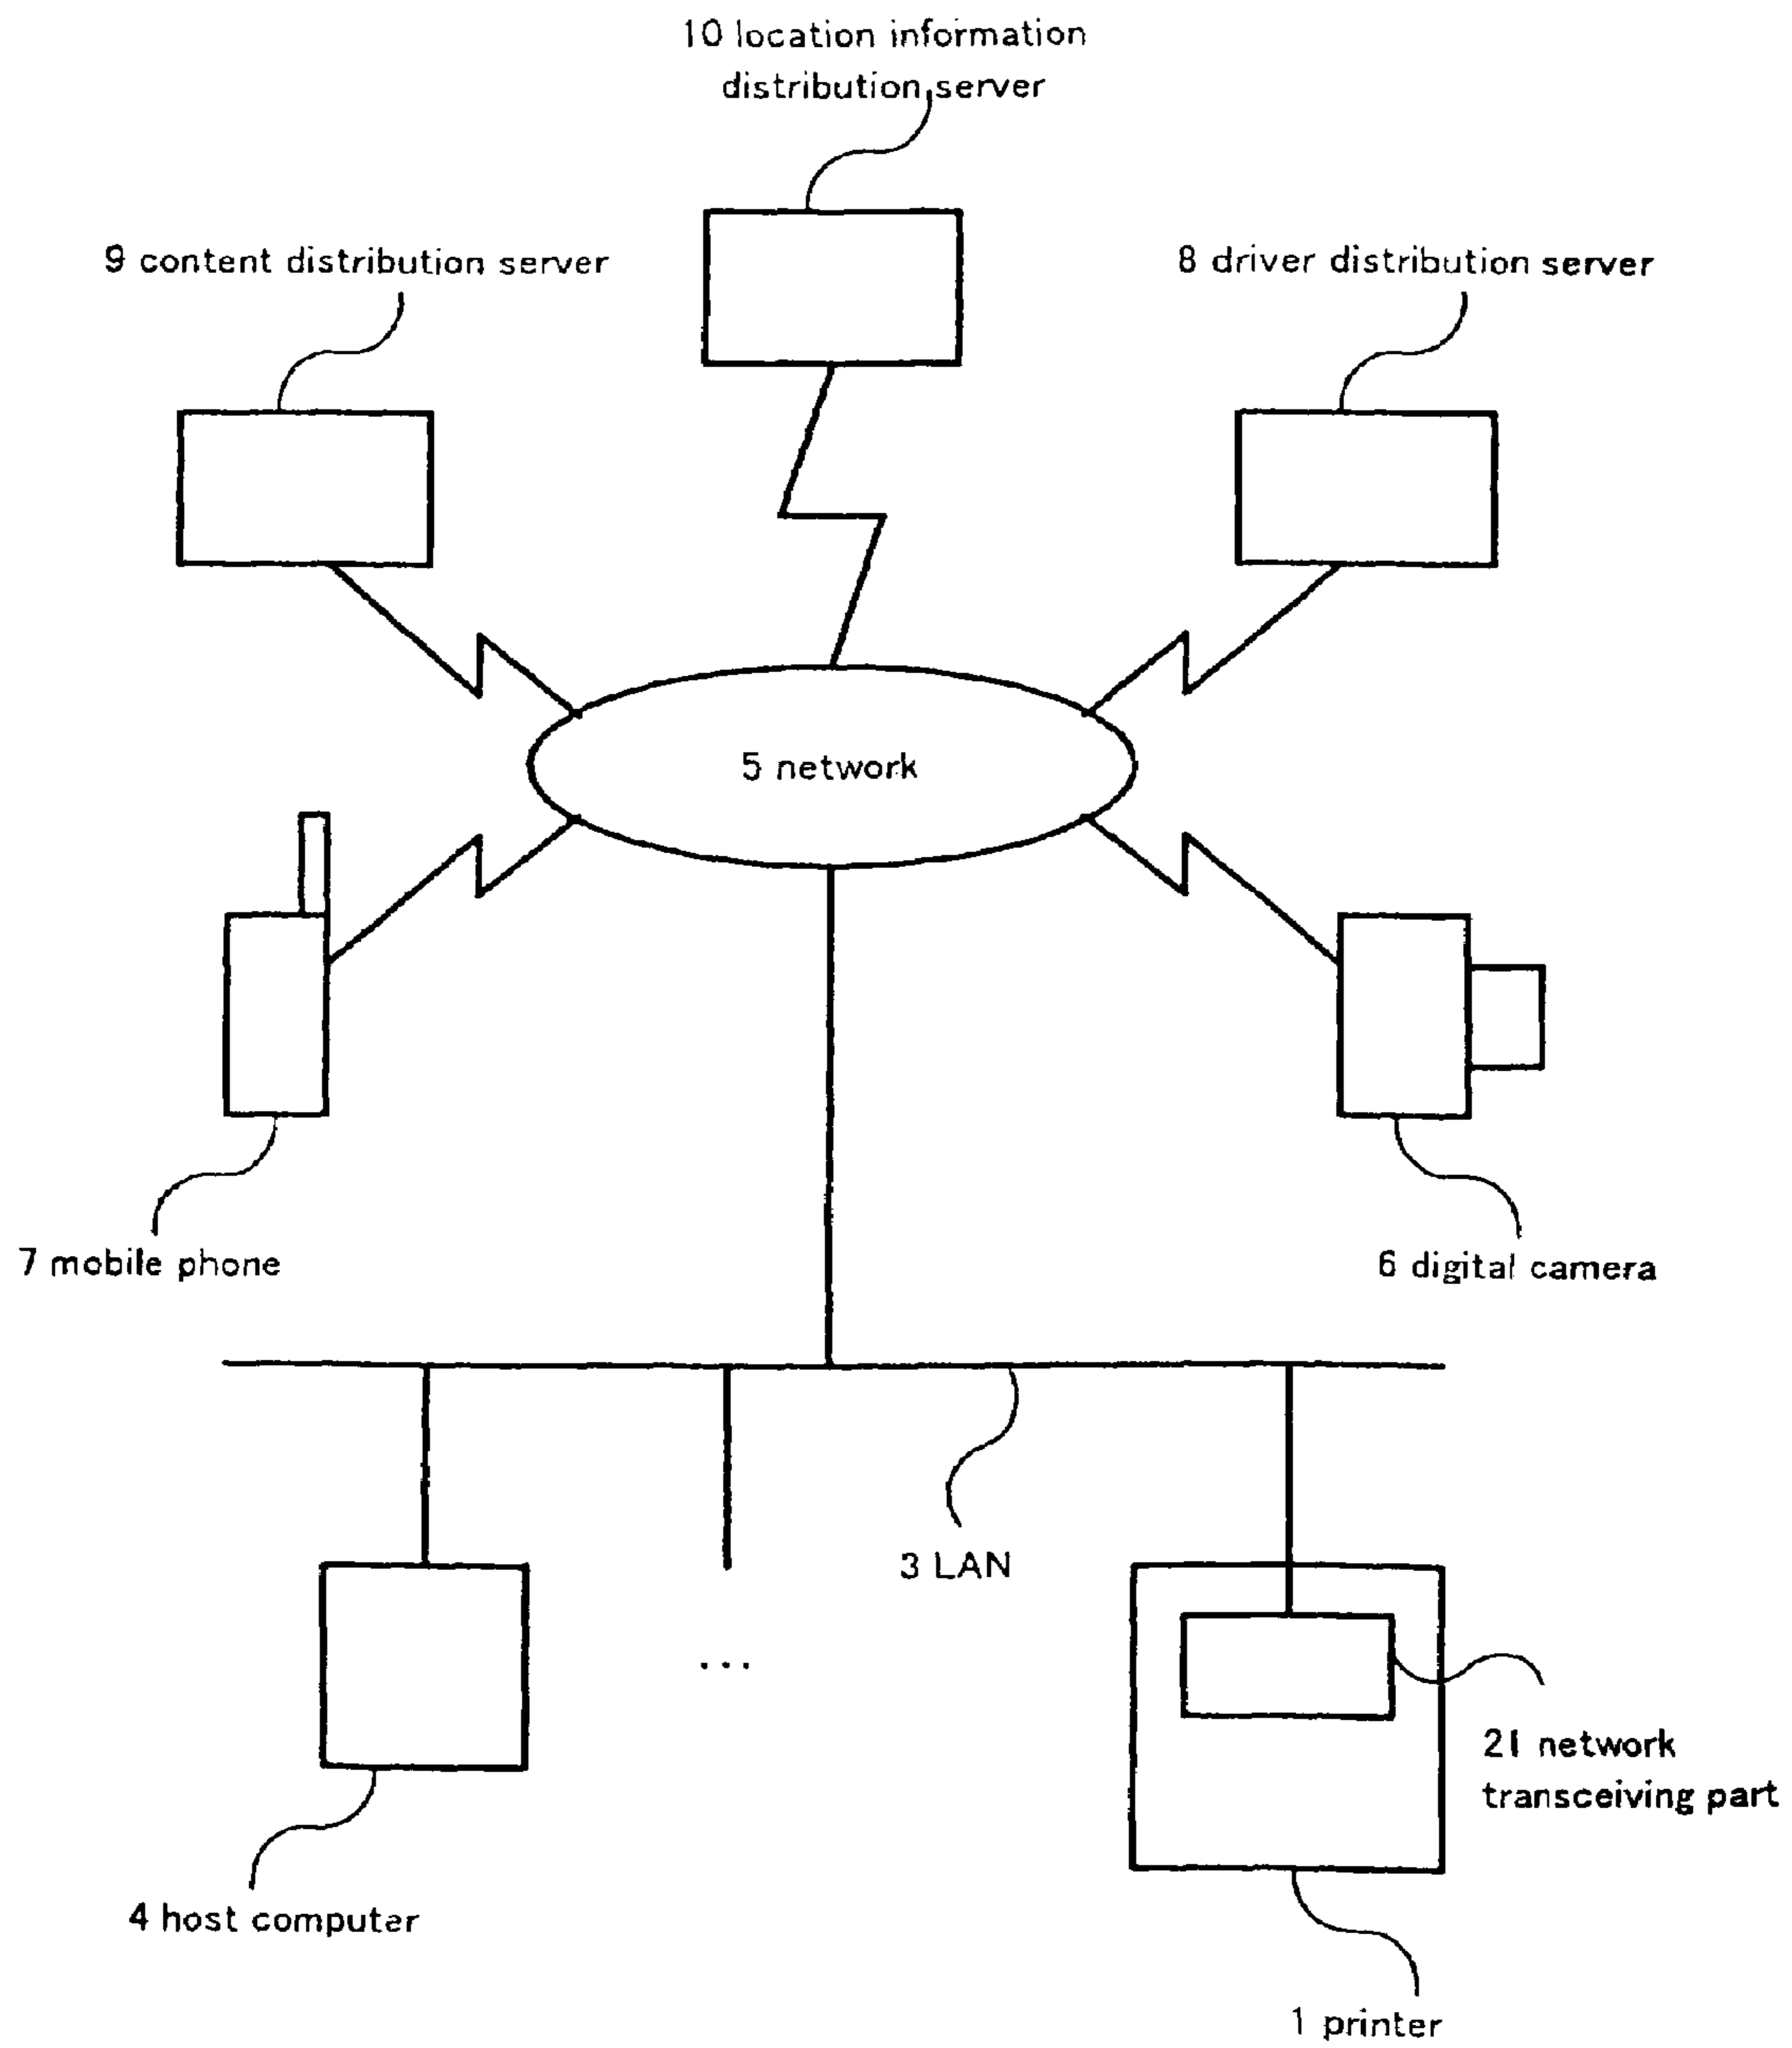 10 location information
distribution server
9 content distribution server
8 driver distribution server
5 network
7 mobile phone
6 digital camera
3 LAN
...
21 network
transceiving part
4 host computer
1 printer